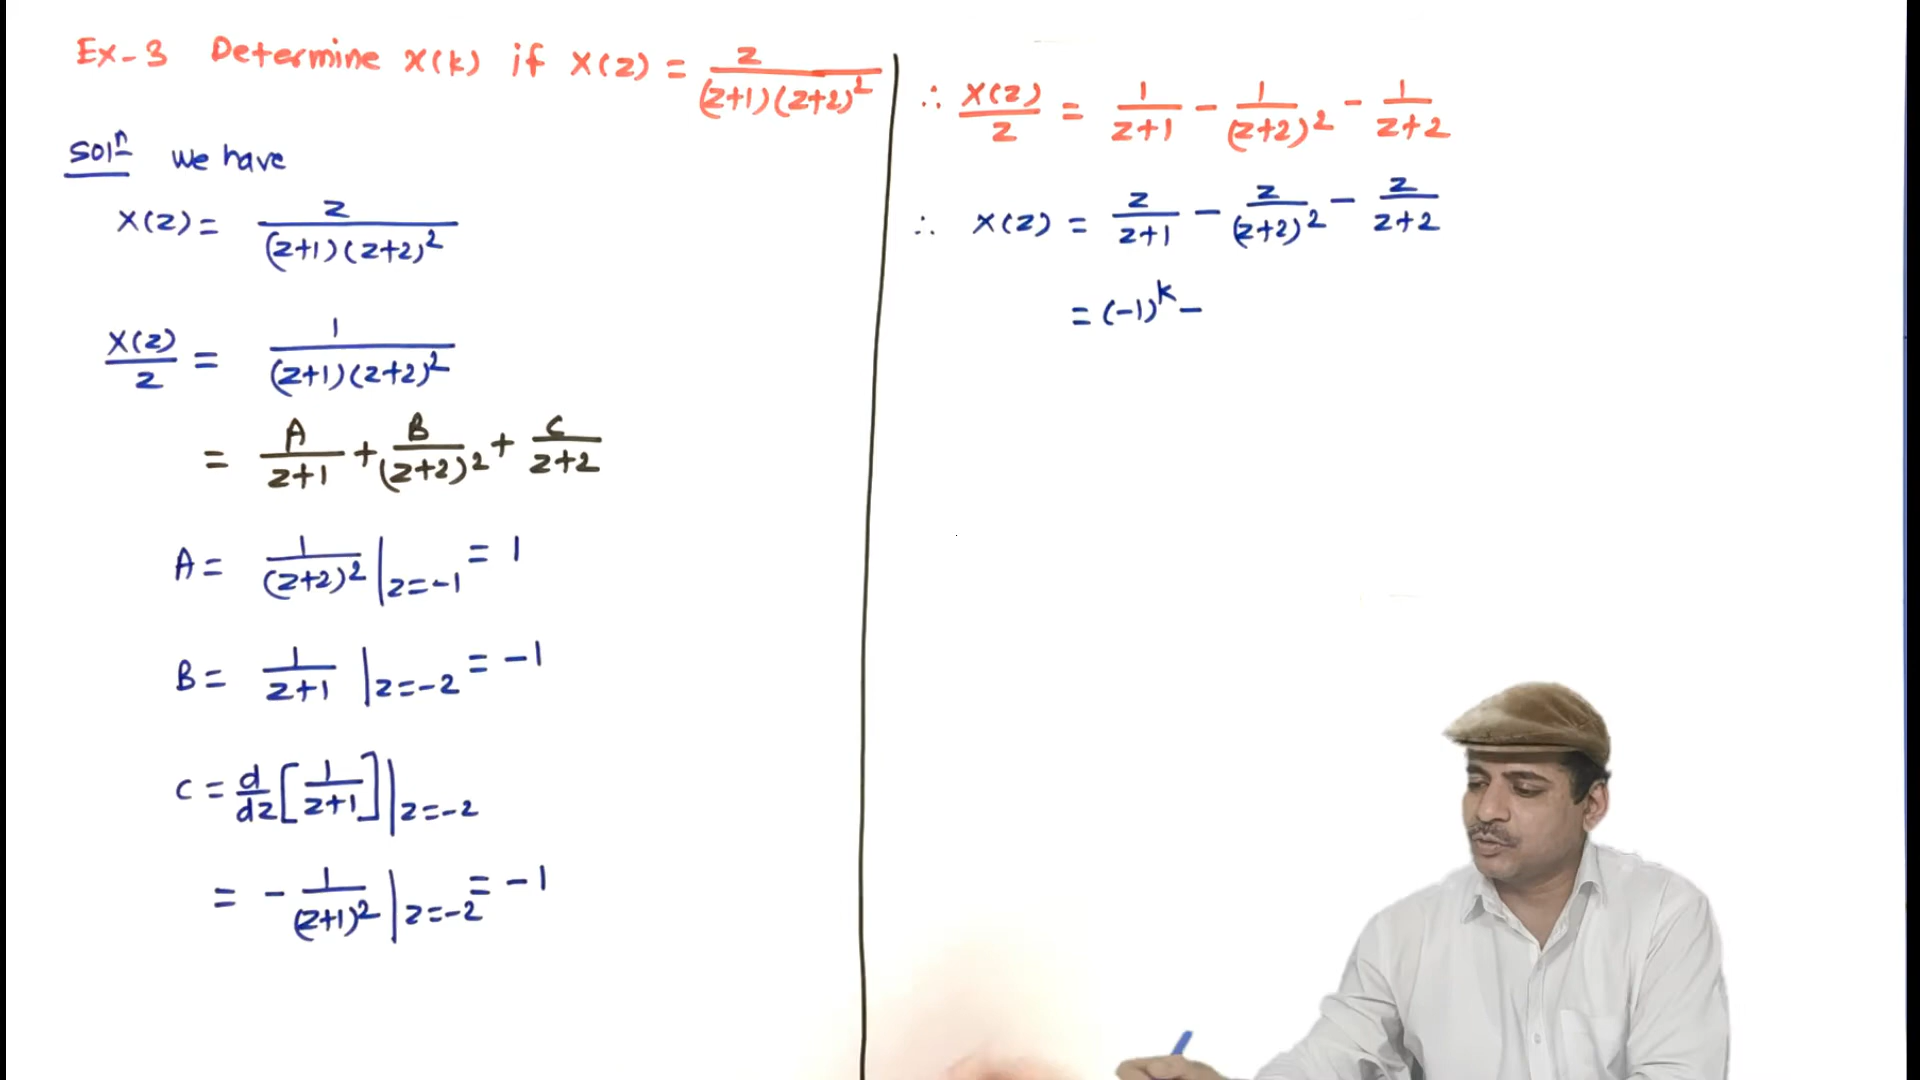 Ex-3 Determine x(k) if X(z) = z/((z+1)(z+2)²)
Solⁿ we have
X(z) = z/((z+1)(z+2)²)
X(z)/z = 1/((z+1)(z+2)²)
= A/(z+1) + B/(z+2)² + C/(z+2)
A = 1/(z+2)² |z=-1 = 1
B = 1/(z+1) |z=-2 = -1
C = d/dz [1/(z+1)] |z=-2
= - 1/(z+1)² |z=-2 = -1
∴ X(z)/z = 1/(z+1) - 1/(z+2)² - 1/(z+2)
∴ X(z) = z/(z+1) - z/(z+2)² - z/(z+2)
= (-1)ᵏ -